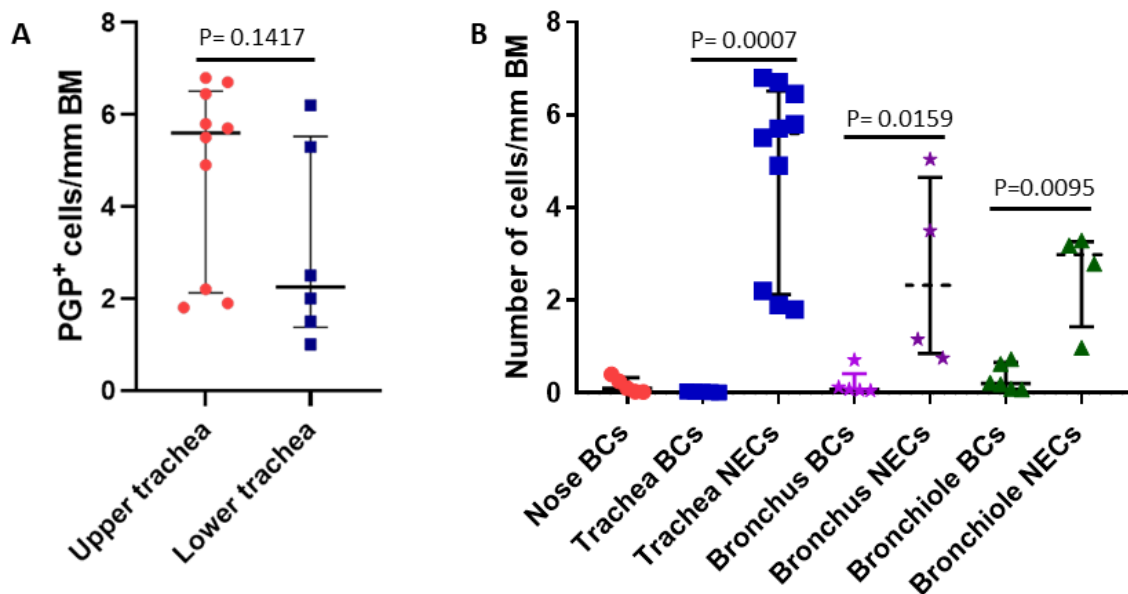 A
P= 0.1417
PGP+ cells/mm BM
8
6
4
2
0
Upper trachea
Lower trachea
B
P= 0.0007
P= 0.0159
P=0.0095
Number of cells/mm BM
8
6
4
2
0
Nose BCs
Trachea BCs
Trachea NECs
Bronchus BCs
Bronchus NECs
Bronchiole BCs
Bronchiole NECs